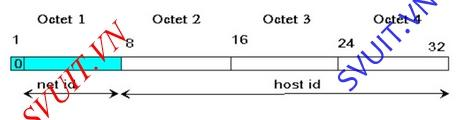 Octet 1 Octet 2 Octet 3 Octet 4
1 8 16 24 32
0
net id host id
SVUIT.VN
SVUIT.VN